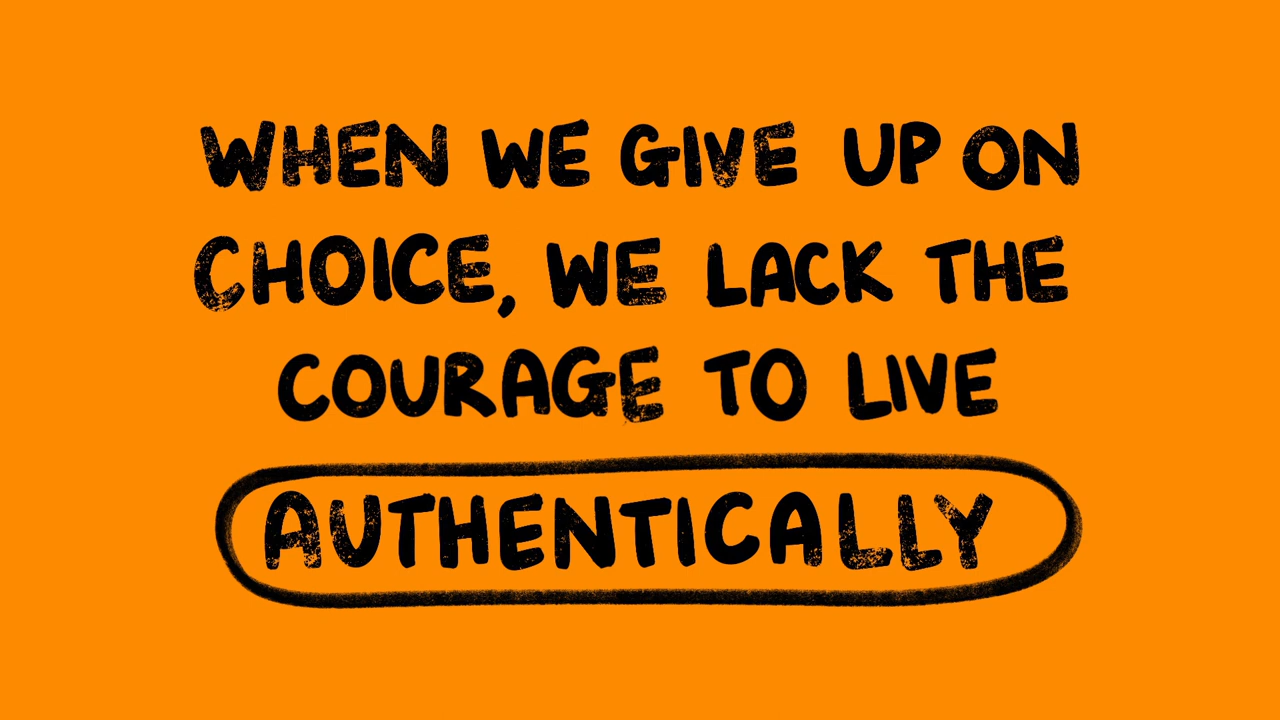 WHEN WE GIVE UP ON
CHOICE, WE LACK THE
COURAGE TO LIVE
AUTHENTICALLY